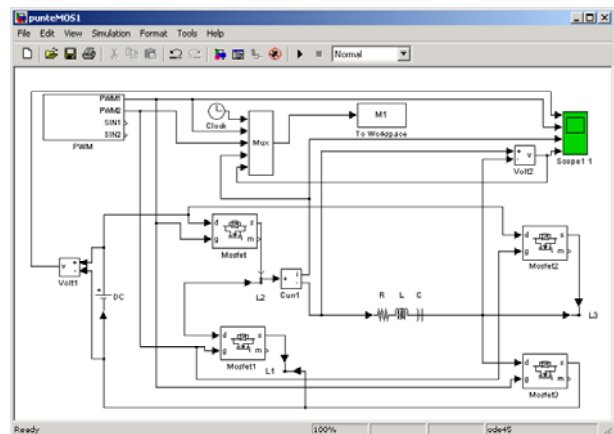 punteMOS1
File Edit View Simulation Format Tools Help
Normal
PWM1
PWM2
SIN1
SIN2
PWM
Clock
Mux
M1
To Workspace
Scope1 1
+
-
v
Volt2
d
g
s
m
Mosfet
d
g
s
m
Mosfet2
v
+
-
Volt1
+
DC
L2
+
i
-
Curr1
R L C
L3
d
g
s
m
Mosfet1
L1
d
g
s
m
Mosfet3
Ready 100% ode45